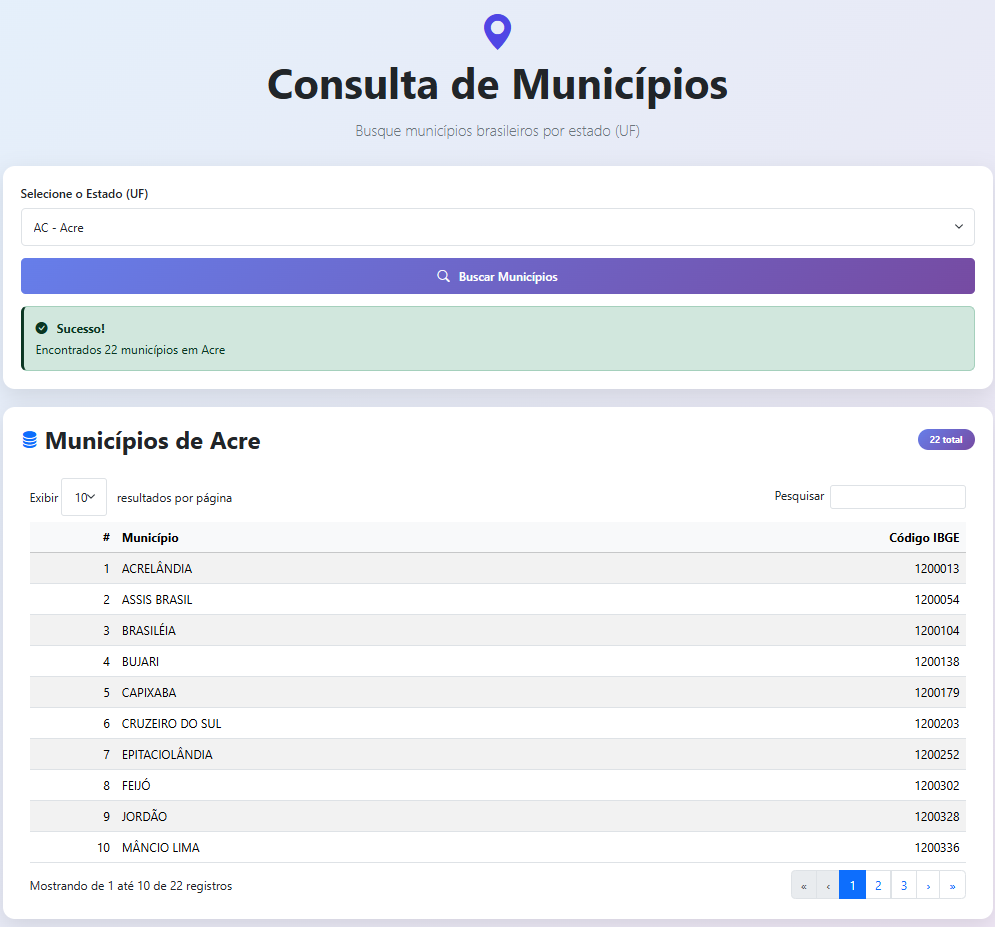 Consulta de Municípios
Busque municípios brasileiros por estado (UF)
Selecione o Estado (UF)
AC - Acre
Buscar Municípios
Sucesso!
Encontrados 22 municípios em Acre
Municípios de Acre 22 total
Exibir 10 resultados por página Pesquisar
# Município Código IBGE
1 ACRELÂNDIA 1200013
2 ASSIS BRASIL 1200054
3 BRASILÉIA 1200104
4 BUJARI 1200138
5 CAPIXABA 1200179
6 CRUZEIRO DO SUL 1200203
7 EPITACIOLÂNDIA 1200252
8 FEIJÓ 1200302
9 JORDÃO 1200328
10 MÂNCIO LIMA 1200336
Mostrando de 1 até 10 de 22 registros « ‹ 1 2 3 › »